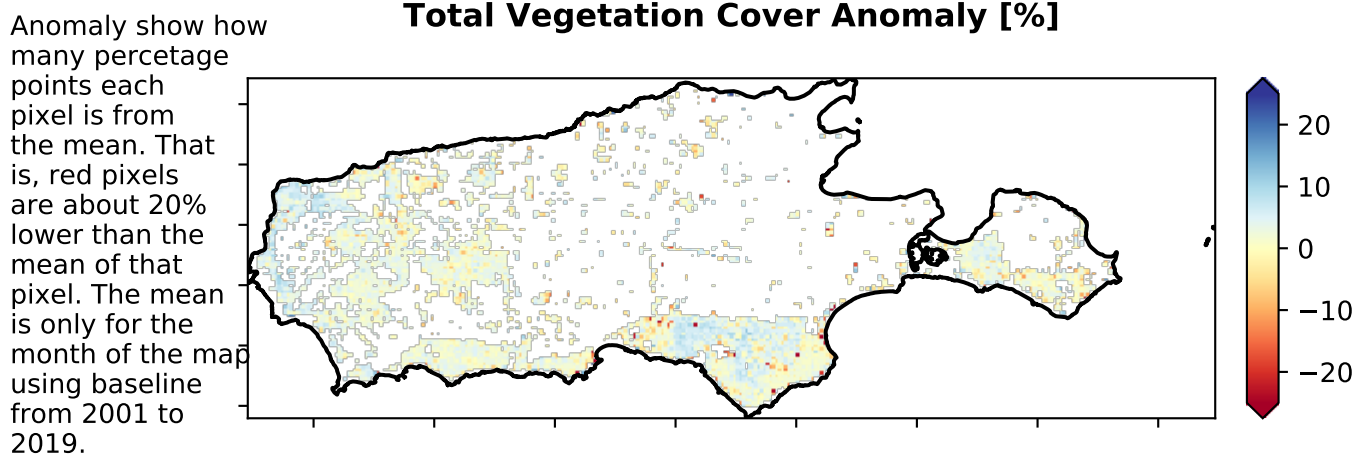 Total Vegetation Cover Anomaly [%]
Anomaly show how
many percetage
points each
pixel is from
the mean. That
is, red pixels
are about 20%
lower than the
mean of that
pixel. The mean
is only for the
month of the map
using baseline
from 2001 to
2019.
20
10
0
−10
−20